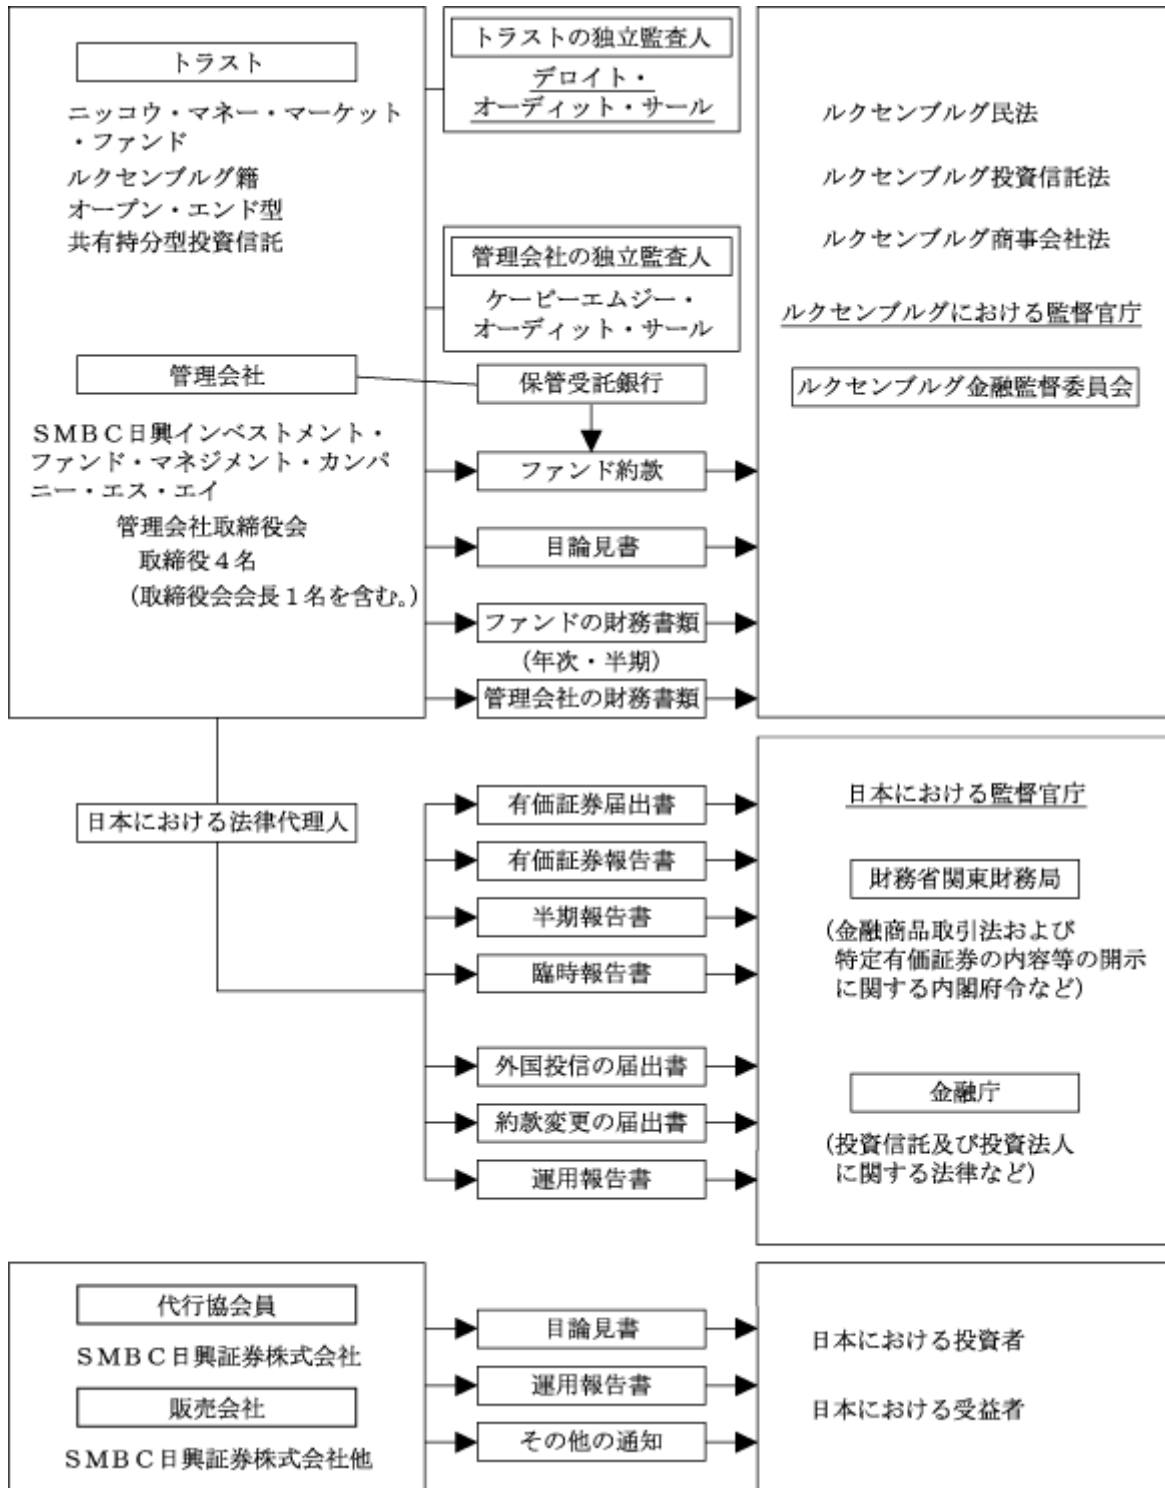 トラスト
ニッコウ・マネー・マーケット
・ファンド
ルクセンブルグ籍
オープン・エンド型
共有持分型投資信託
トラストの独立監査人
デロイト・
オーディット・サール
管理会社の独立監査人
ケーピーエムジー・
オーディット・サール
ルクセンブルグ民法
ルクセンブルグ投資信託法
ルクセンブルグ商事会社法
ルクセンブルグにおける監督官庁
ルクセンブルグ金融監督委員会
管理会社
SMBC日興インベストメント・
ファンド・マネジメント・カンパ
ニー・エス・エイ
管理会社取締役会
取締役4名
(取締役会会長1名を含む。)
保管受託銀行
ファンド約款
目論見書
ファンドの財務書類
(年次・半期)
管理会社の財務書類
日本における法律代理人
有価証券届出書
有価証券報告書
半期報告書
臨時報告書
外国投信の届出書
約款変更の届出書
運用報告書
日本における監督官庁
財務省関東財務局
(金融商品取引法および
特定有価証券の内容等の開示
に関する内閣府令など)
金融庁
(投資信託及び投資法人
に関する法律など)
代行協会員
SMBC日興証券株式会社
販売会社
SMBC日興証券株式会社他
目論見書
運用報告書
その他の通知
日本における投資者
日本における受益者